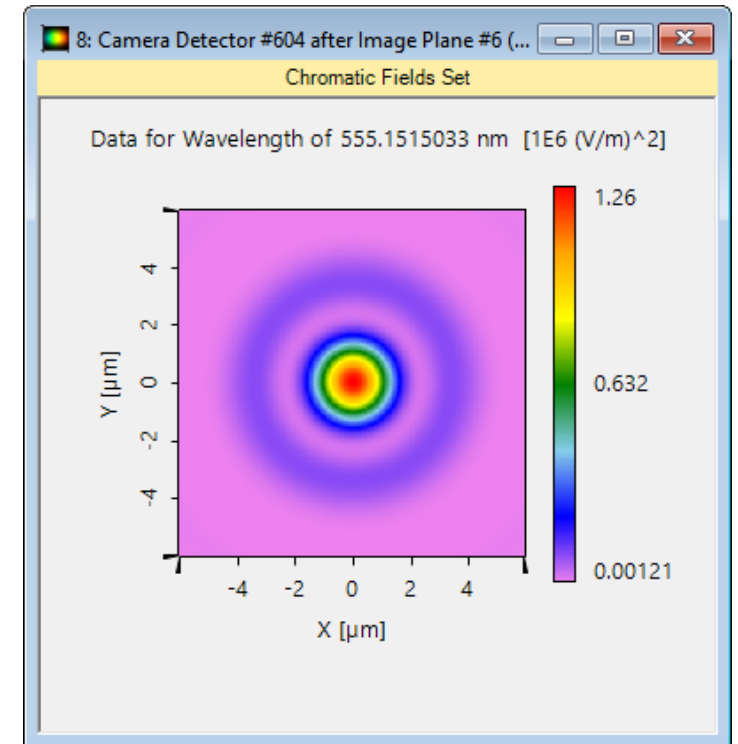 8: Camera Detector #604 after Image Plane #6 (...
Chromatic Fields Set
Data for Wavelength of 555.1515033 nm  [1E6 (V/m)^2]
1.26
0.632
0.00121
Y [µm]
4
2
0
-2
-4
-4 -2 0 2 4
X [µm]